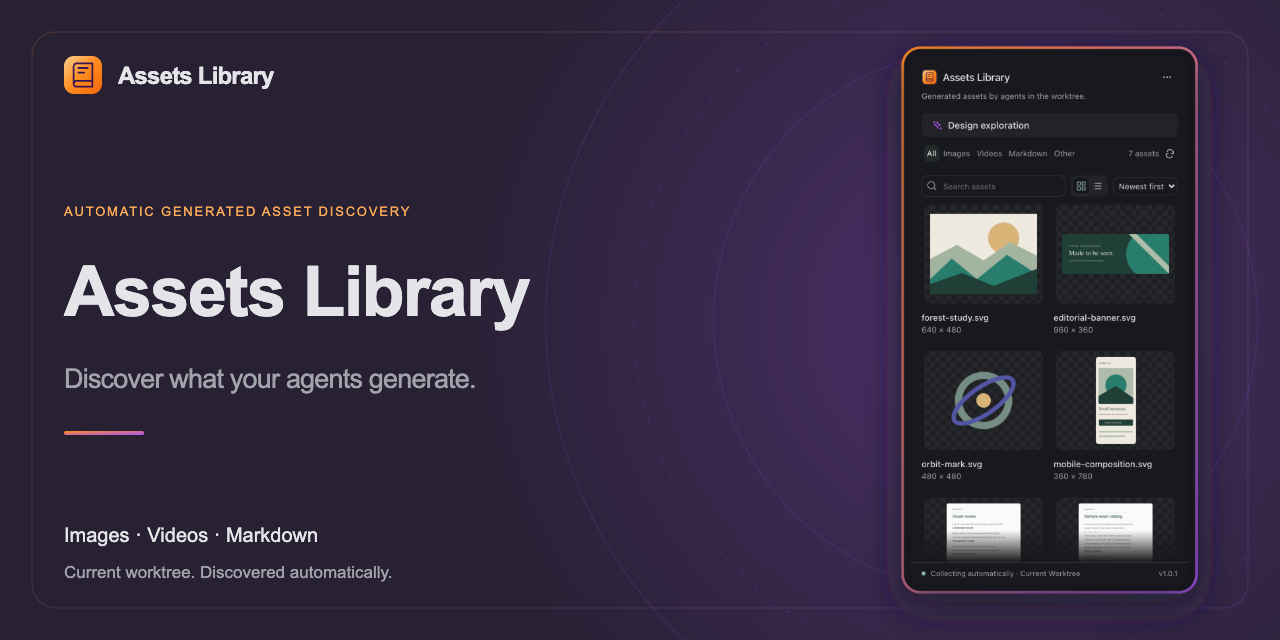 Assets Library
AUTOMATIC GENERATED ASSET DISCOVERY
Assets Library
Discover what your agents generate.
Images · Videos · Markdown
Current worktree. Discovered automatically.
Assets Library
Generated assets by agents in the worktree.
Design exploration
All Images Videos Markdown Other 7 assets
Search assets Newest first
Made to be seen.
forest-study.svg editorial-banner.svg
640 × 480 960 × 360
orbit-mark.svg mobile-composition.svg
480 × 480 360 × 780
Visual review
Collecting automatically · Current Worktree v1.0.1